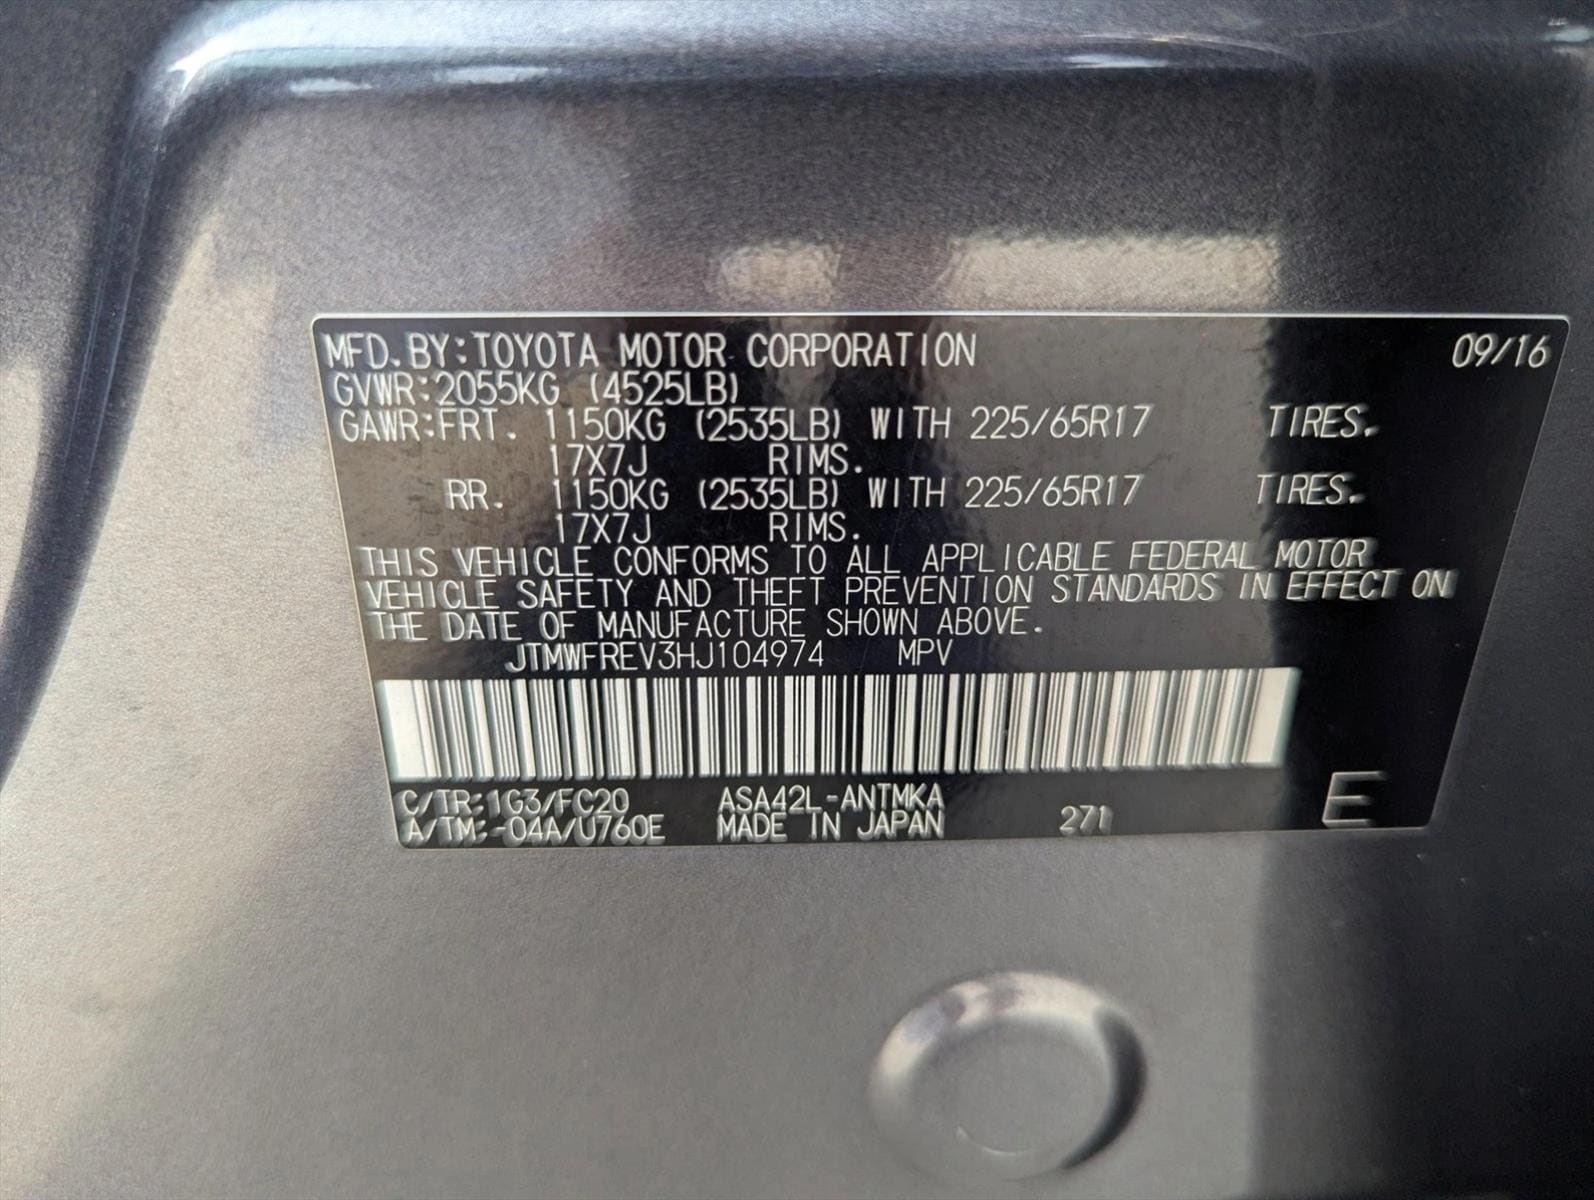 MFD. BY:TOYOTA MOTOR CORPORATION 09/16
GVWR:2055KG (4525LB)
GAWR:FRT. 1150KG (2535LB) WITH 225/65R17 TIRES.
17X7J RIMS.
RR. 1150KG (2535LB) WITH 225/65R17 TIRES.
17X7J RIMS.
THIS VEHICLE CONFORMS TO ALL APPLICABLE FEDERAL MOTOR
VEHICLE SAFETY AND THEFT PREVENTION STANDARDS IN EFFECT ON
THE DATE OF MANUFACTURE SHOWN ABOVE.
JTMWFREV3HJ104974 MPV
C/TR:1G3/FC20 ASA42L-ANTMKA
A/TM:-04A/U760E MADE IN JAPAN 271 E